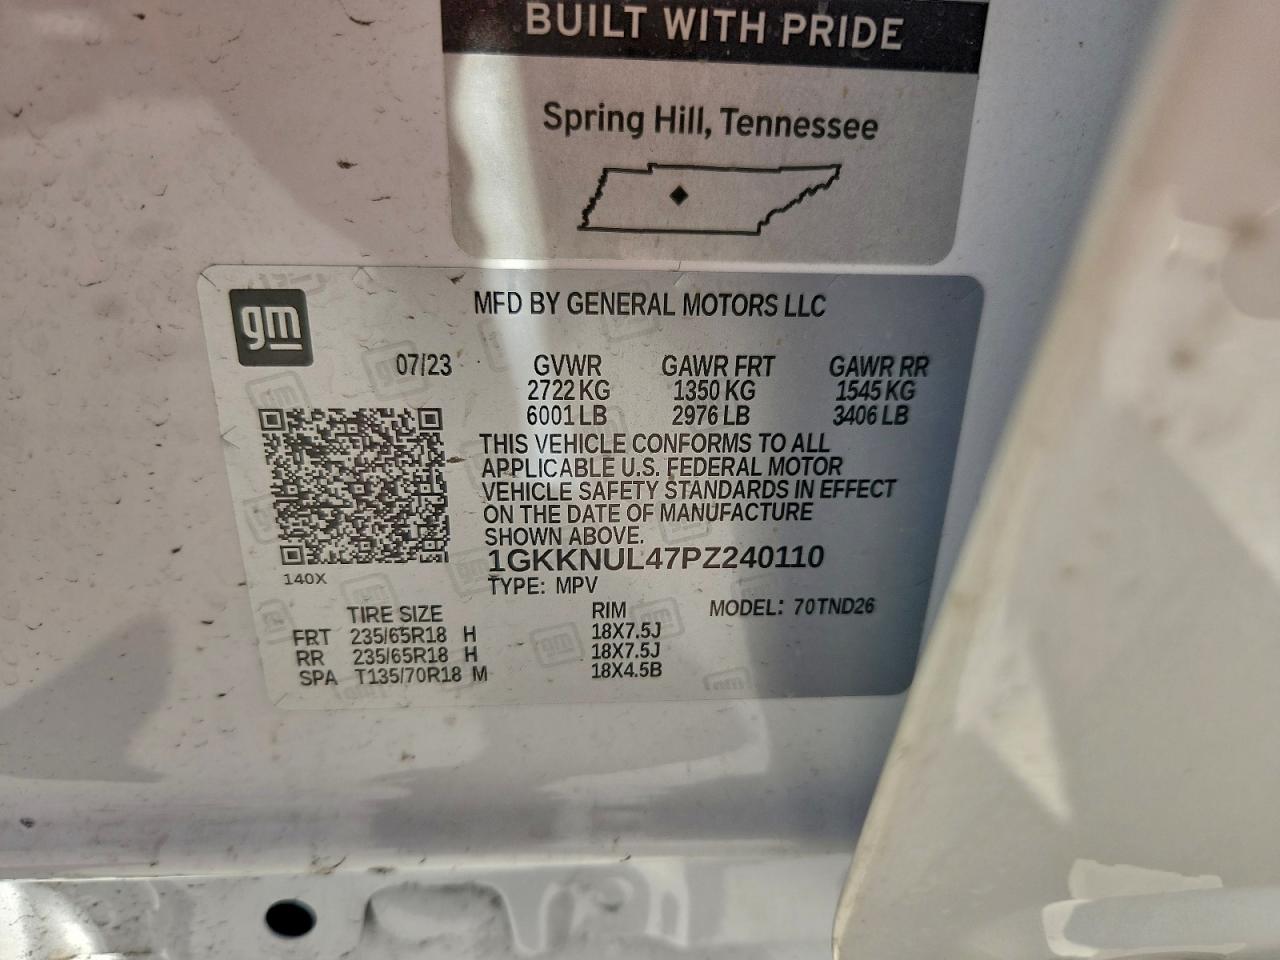 BUILT WITH PRIDE
Spring Hill, Tennessee
gm
MFD BY GENERAL MOTORS LLC
07/23 GVWR GAWR FRT GAWR RR
2722 KG 1350 KG 1545 KG
6001 LB 2976 LB 3406 LB
THIS VEHICLE CONFORMS TO ALL
APPLICABLE U.S. FEDERAL MOTOR
VEHICLE SAFETY STANDARDS IN EFFECT
ON THE DATE OF MANUFACTURE
SHOWN ABOVE.
1GKKNUL47PZ240110
140X
TYPE: MPV
TIRE SIZE RIM MODEL: 70TND26
FRT 235/65R18 H 18X7.5J
RR 235/65R18 H 18X7.5J
SPA T135/70R18 M 18X4.5B